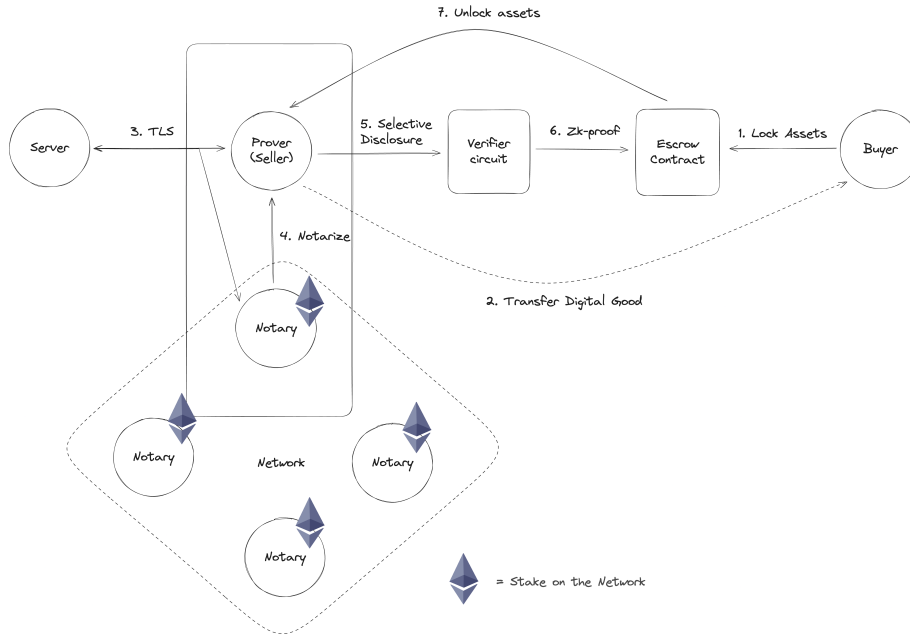 7. Unlock assets
3. TLS
5. Selective
Disclosure
6. Zk-proof
1. Lock Assets
Server
Prover
(Seller)
Verifier
circuit
Escrow
Contract
Buyer
4. Notarize
2. Transfer Digital Good
Notary
Notary
Network
Notary
Notary
= Stake on the Network